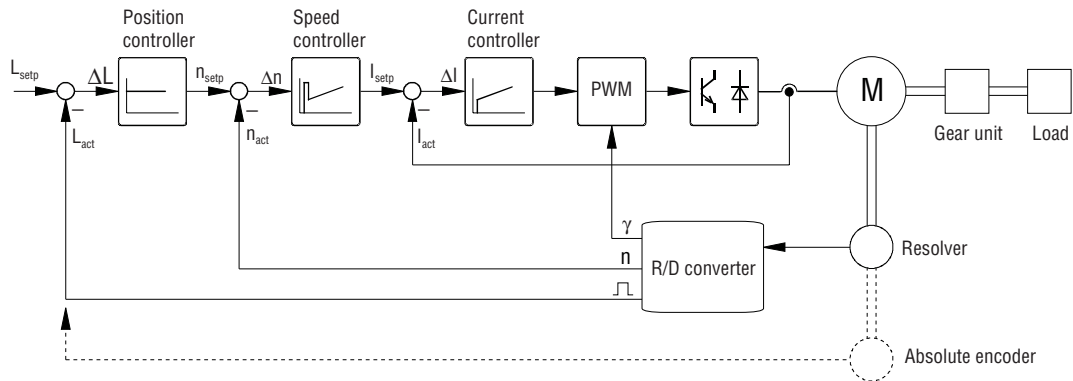 Position
controller
Speed
controller
Current
controller
L_setp
ΔL
n_setp
Δn
I_setp
ΔI
PWM
M
Gear unit
Load
L_act
n_act
I_act
γ
n
R/D converter
Resolver
Absolute encoder